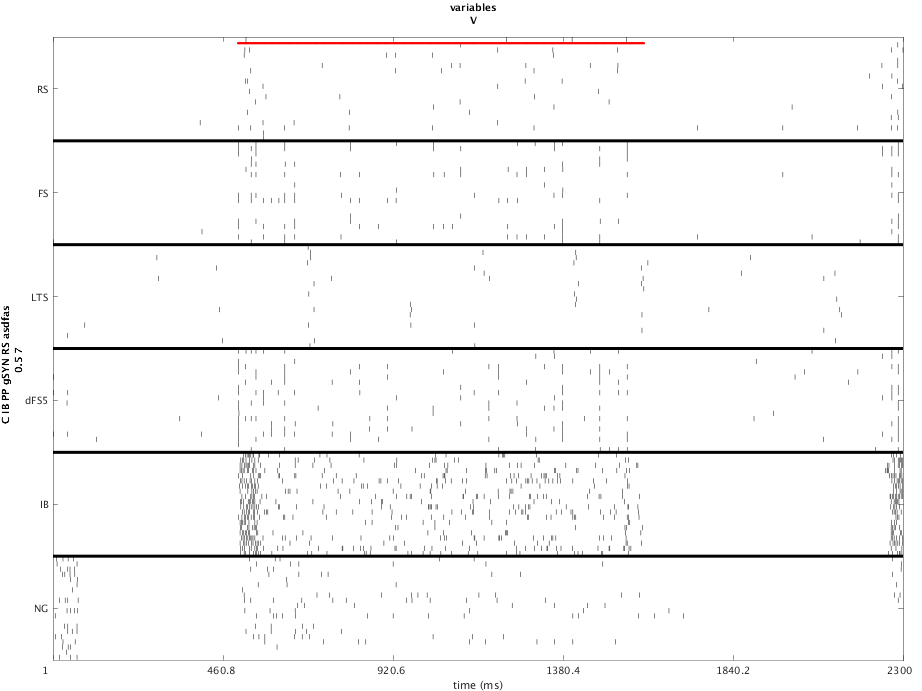 variables
V
RS
FS
LTS
dFS5
IB
NG
C IB PP gSYN RS asdfas
0.5 7
1
460.8
920.6
1380.4
1840.2
2300
time (ms)